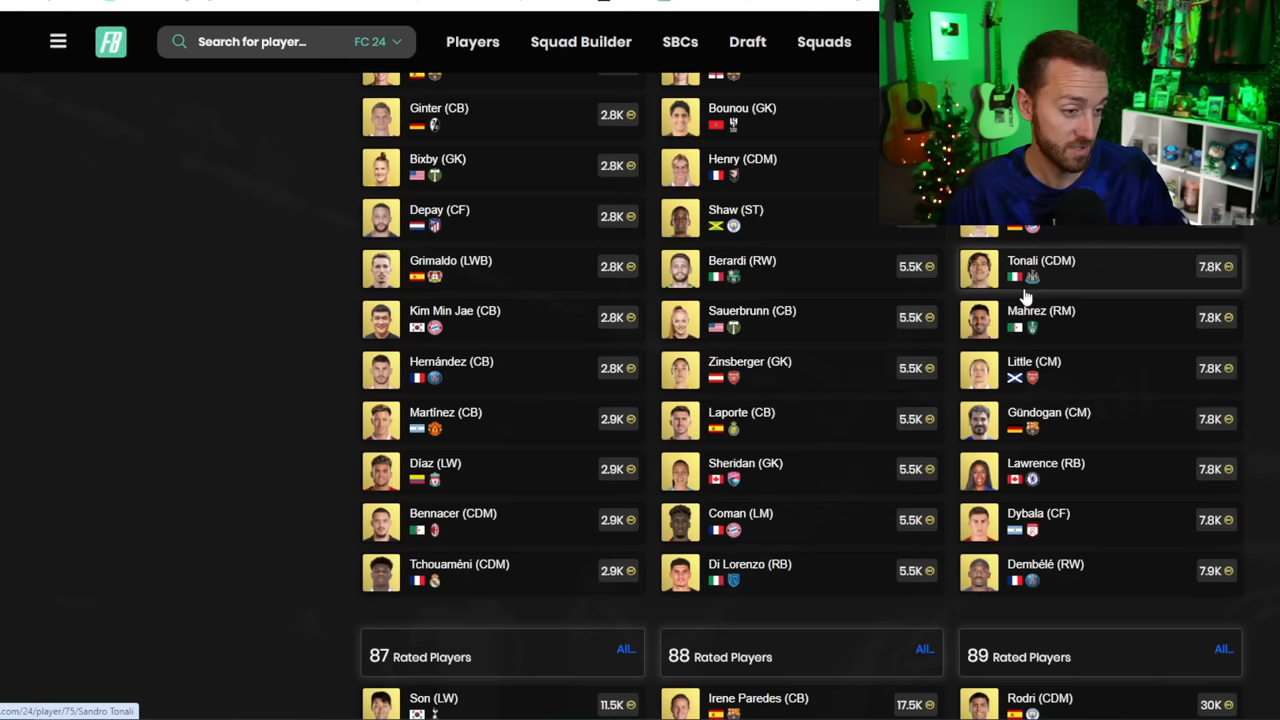 FB
Search for player...
FC 24
Players
Squad Builder
SBCs
Draft
Squads
Ginter (CB)
2.8K
Bixby (GK)
2.8K
Depay (CF)
2.8K
Grimaldo (LWB)
2.8K
Kim Min Jae (CB)
2.8K
Hernández (CB)
2.8K
Martínez (CB)
2.9K
Díaz (LW)
2.9K
Bennacer (CDM)
2.9K
Tchouaméni (CDM)
2.9K
Bounou (GK)
Henry (CDM)
Shaw (ST)
Berardi (RW)
5.5K
Sauerbrunn (CB)
5.5K
Zinsberger (GK)
5.5K
Laporte (CB)
5.5K
Sheridan (GK)
5.5K
Coman (LM)
5.5K
Di Lorenzo (RB)
5.5K
Tonali (CDM)
7.8K
Mahrez (RM)
7.8K
Little (CM)
7.8K
Gündogan (CM)
7.8K
Lawrence (RB)
7.8K
Dybala (CF)
7.8K
Dembélé (RW)
7.9K
87 Rated Players
All...
88 Rated Players
All...
89 Rated Players
All...
Son (LW)
11.5K
Irene Paredes (CB)
17.5K
Rodri (CDM)
30K
.com/24/player/75/Sandro Tonali